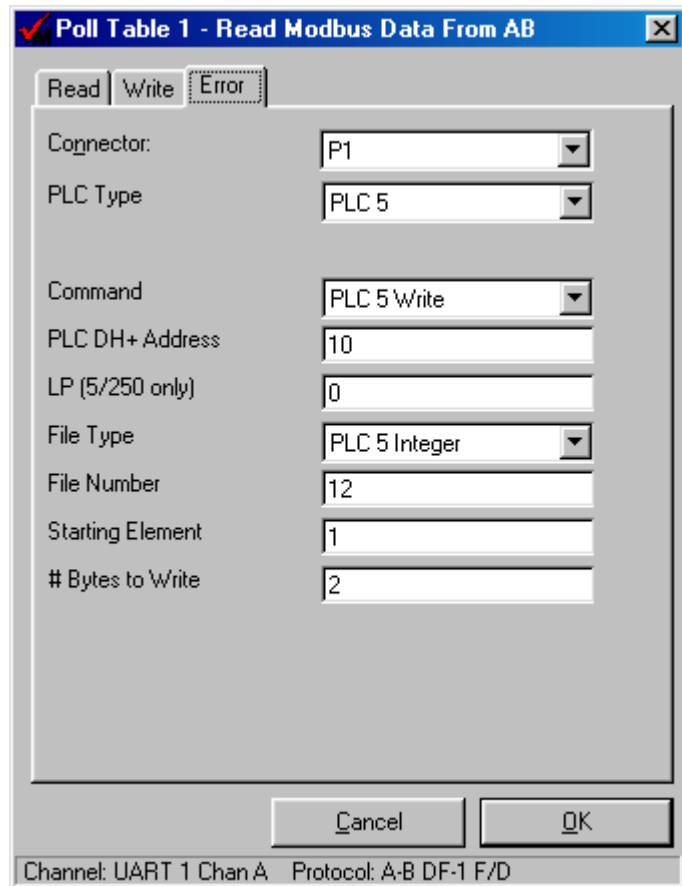 Poll Table 1 - Read Modbus Data From AB
Read Write Error
Connector: P1
PLC Type PLC 5
Command PLC 5 Write
PLC DH+ Address 10
LP (5/250 only) 0
File Type PLC 5 Integer
File Number 12
Starting Element 1
# Bytes to Write 2
Cancel OK
Channel: UART 1 Chan A Protocol: A-B DF-1 F/D